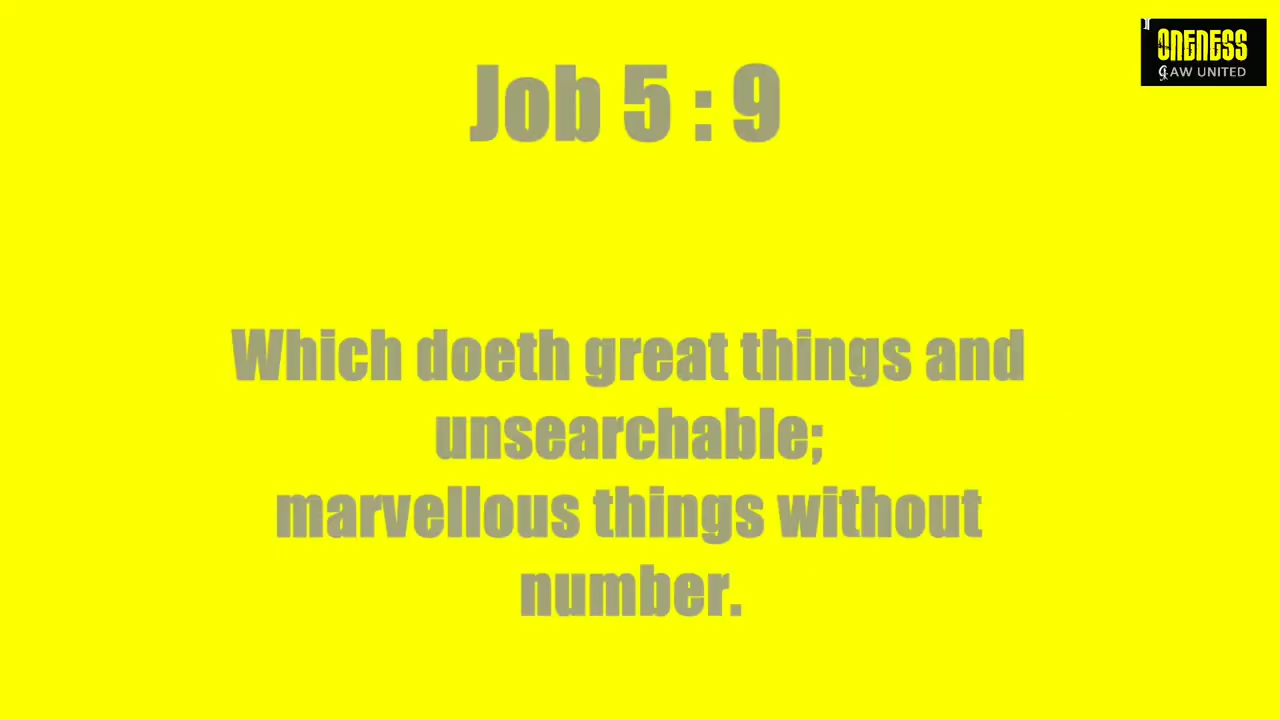 Job 5 : 9
ONENESS
AW UNITED
Which doeth great things and
unsearchable;
marvellous things without
number.